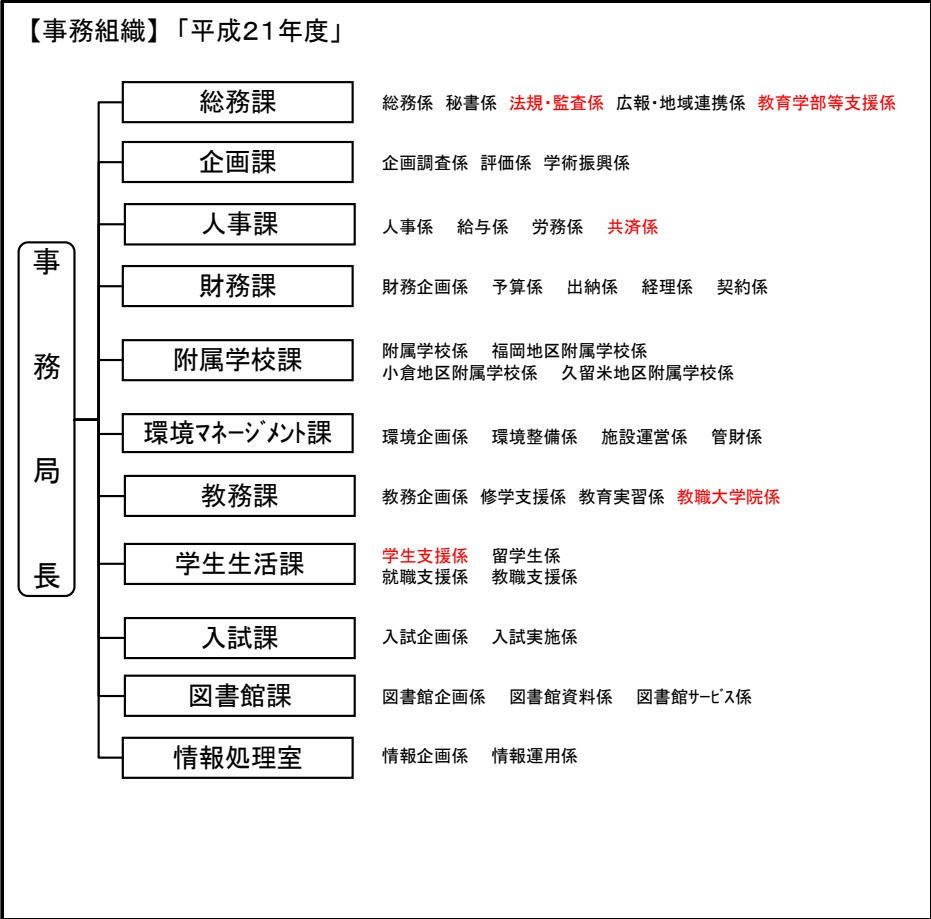 【事務組織】「平成21年度」
総務課 総務係 秘書係 法規・監査係 広報・地域連携係 教育学部等支援係
企画課 企画調査係 評価係 学術振興係
人事課 人事係 給与係 労務係 共済係
財務課 財務企画係 予算係 出納係 経理係 契約係
附属学校課 附属学校係 福岡地区附属学校係
小倉地区附属学校係 久留米地区附属学校係
環境マネージメント課 環境企画係 環境整備係 施設運営係 管財係
教務課 教務企画係 修学支援係 教育実習係 教職大学院係
学生生活課 学生支援係 留学生係
就職支援係 教職支援係
入試課 入試企画係 入試実施係
図書館課 図書館企画係 図書館資料係 図書館サービス係
情報処理室 情報企画係 情報運用係
事務局長